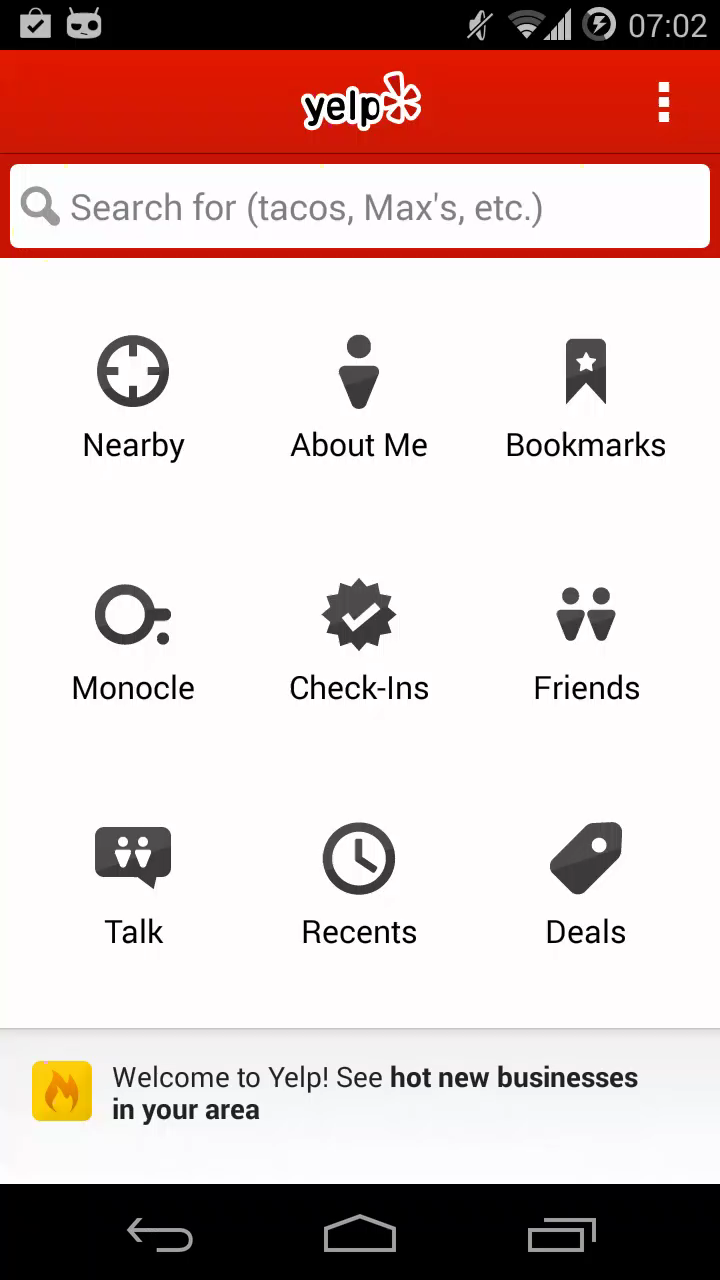 07:02
yelp
Search for (tacos, Max's, etc.)
Nearby About Me Bookmarks
Monocle Check-Ins Friends
Talk Recents Deals
Welcome to Yelp! See hot new businesses
in your area